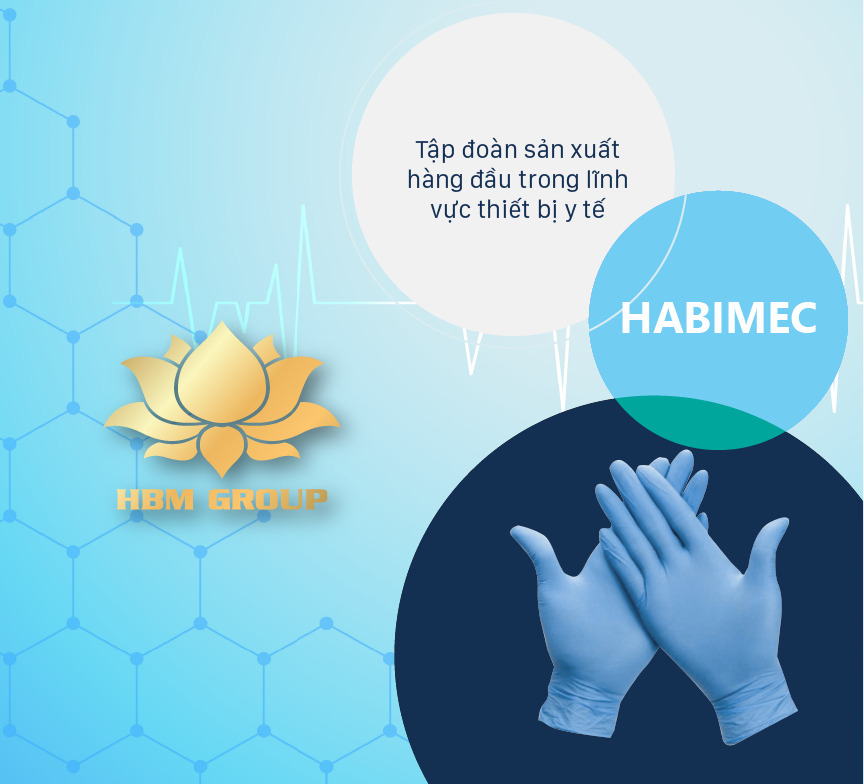 Tập đoàn sản xuất
hàng đầu trong lĩnh
vực thiết bị y tế
HABIMEC
HBM GROUP